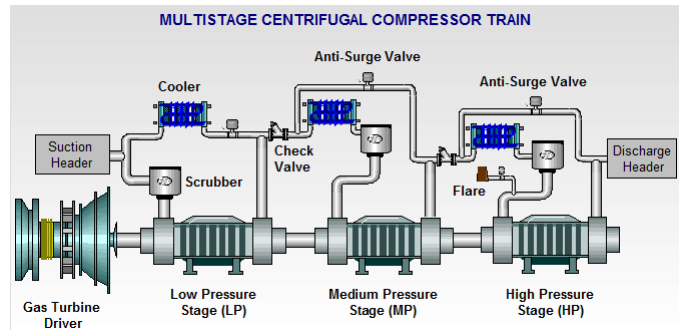 MULTISTAGE CENTRIFUGAL COMPRESSOR TRAIN
Anti-Surge Valve
Cooler
Anti-Surge Valve
Suction
Header
Check
Valve
Discharge
Header
Scrubber
Flare
Gas Turbine
Driver
Low Pressure
Stage (LP)
Medium Pressure
Stage (MP)
High Pressure
Stage (HP)